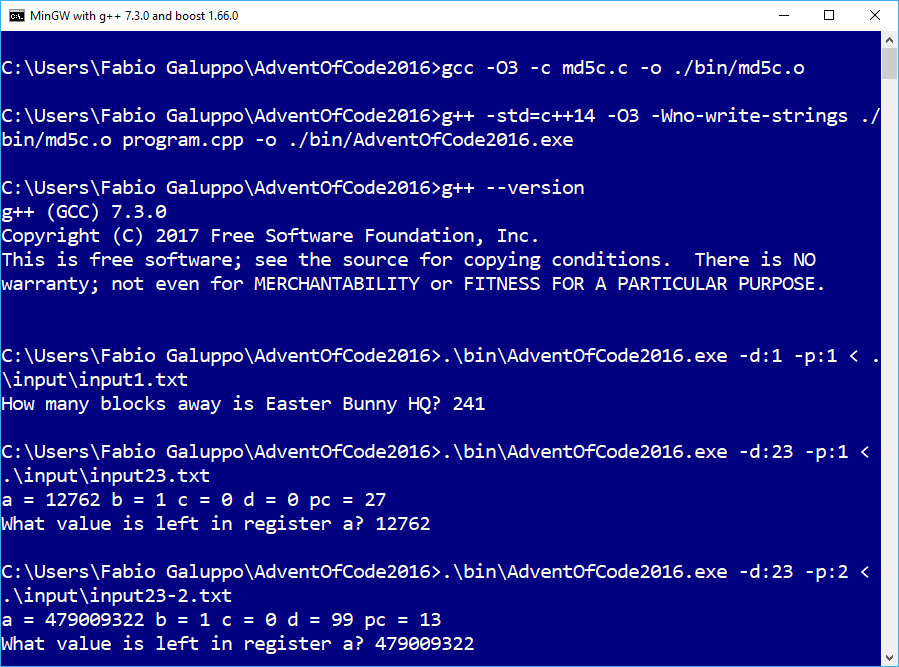 MinGW with g++ 7.3.0 and boost 1.66.0
C:\Users\Fabio Galuppo\AdventOfCode2016>gcc -O3 -c md5c.c -o ./bin/md5c.o
C:\Users\Fabio Galuppo\AdventOfCode2016>g++ -std=c++14 -O3 -Wno-write-strings ./
bin/md5c.o program.cpp -o ./bin/AdventOfCode2016.exe
C:\Users\Fabio Galuppo\AdventOfCode2016>g++ --version
g++ (GCC) 7.3.0
Copyright (C) 2017 Free Software Foundation, Inc.
This is free software; see the source for copying conditions.  There is NO
warranty; not even for MERCHANTABILITY or FITNESS FOR A PARTICULAR PURPOSE.
C:\Users\Fabio Galuppo\AdventOfCode2016>.\bin\AdventOfCode2016.exe -d:1 -p:1 < .
\input\input1.txt
How many blocks away is Easter Bunny HQ? 241
C:\Users\Fabio Galuppo\AdventOfCode2016>.\bin\AdventOfCode2016.exe -d:23 -p:1 <
.\input\input23.txt
a = 12762 b = 1 c = 0 d = 0 pc = 27
What value is left in register a? 12762
C:\Users\Fabio Galuppo\AdventOfCode2016>.\bin\AdventOfCode2016.exe -d:23 -p:2 <
.\input\input23-2.txt
a = 479009322 b = 1 c = 0 d = 99 pc = 13
What value is left in register a? 479009322